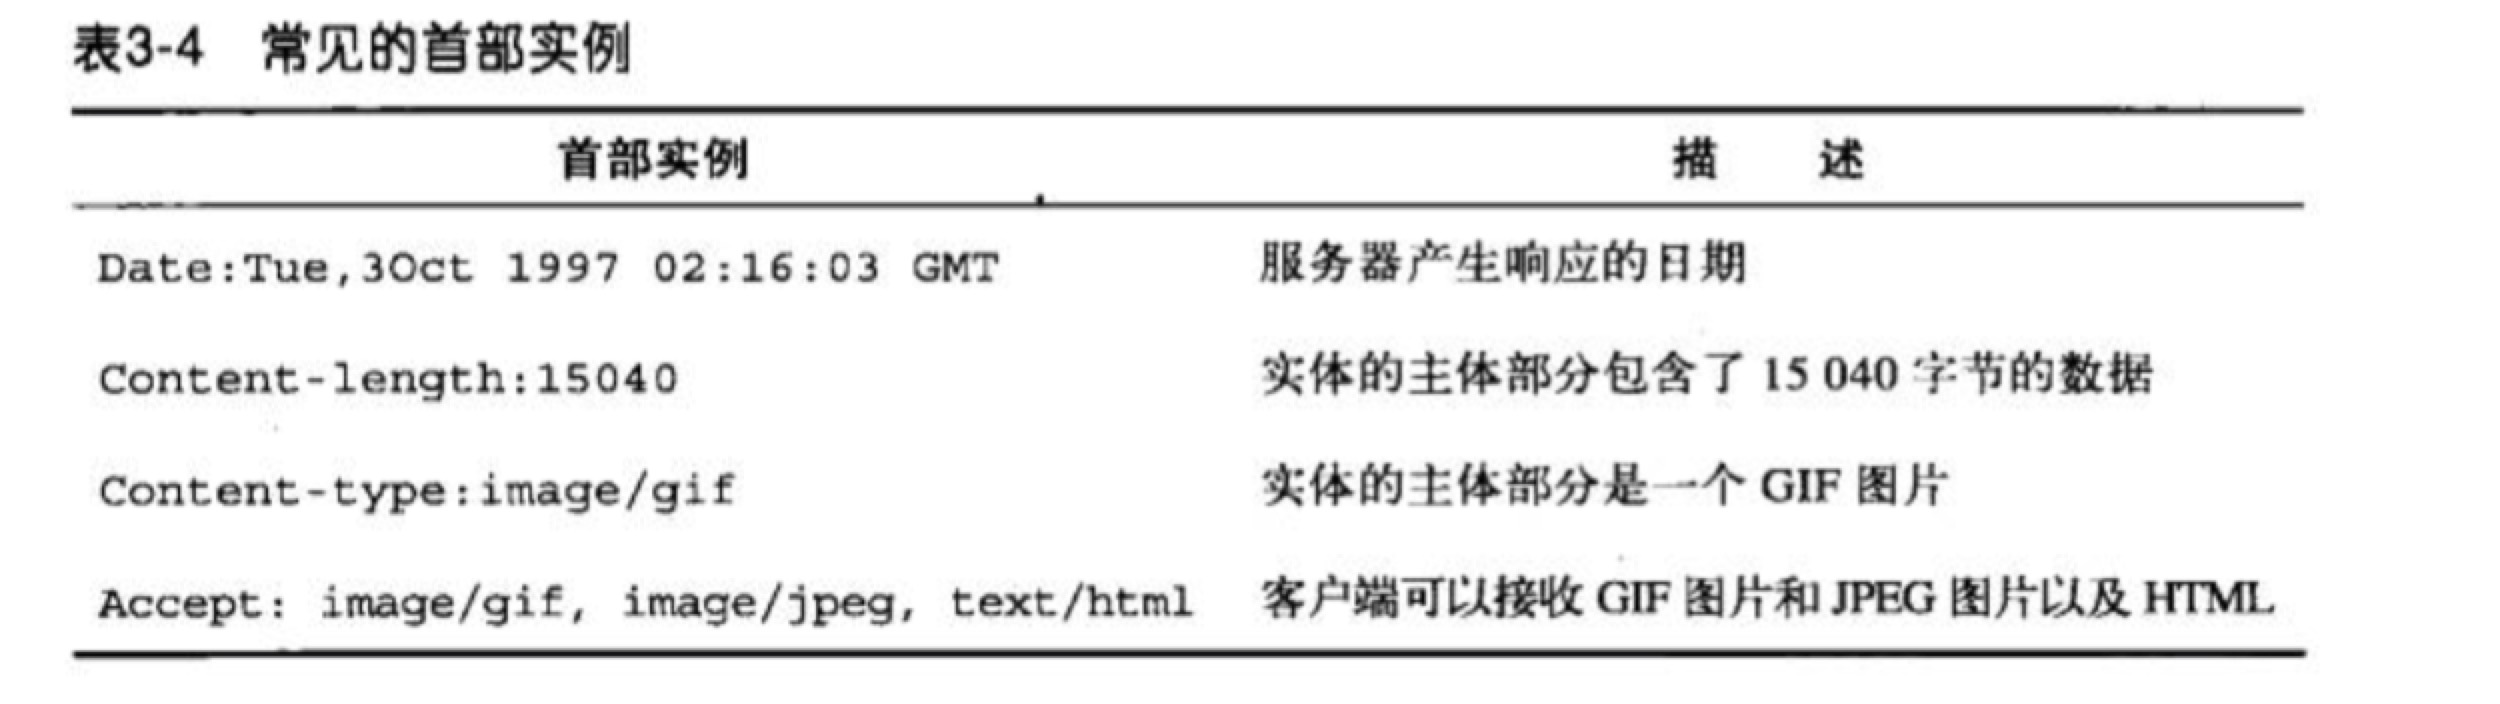 表3-4 常见的首部实例
首部实例 描 述
Date:Tue,3Oct 1997 02:16:03 GMT 服务器产生响应的日期
Content-length:15040 实体的主体部分包含了 15 040 字节的数据
Content-type:image/gif 实体的主体部分是一个 GIF 图片
Accept: image/gif, image/jpeg, text/html 客户端可以接收 GIF 图片和 JPEG 图片以及 HTML